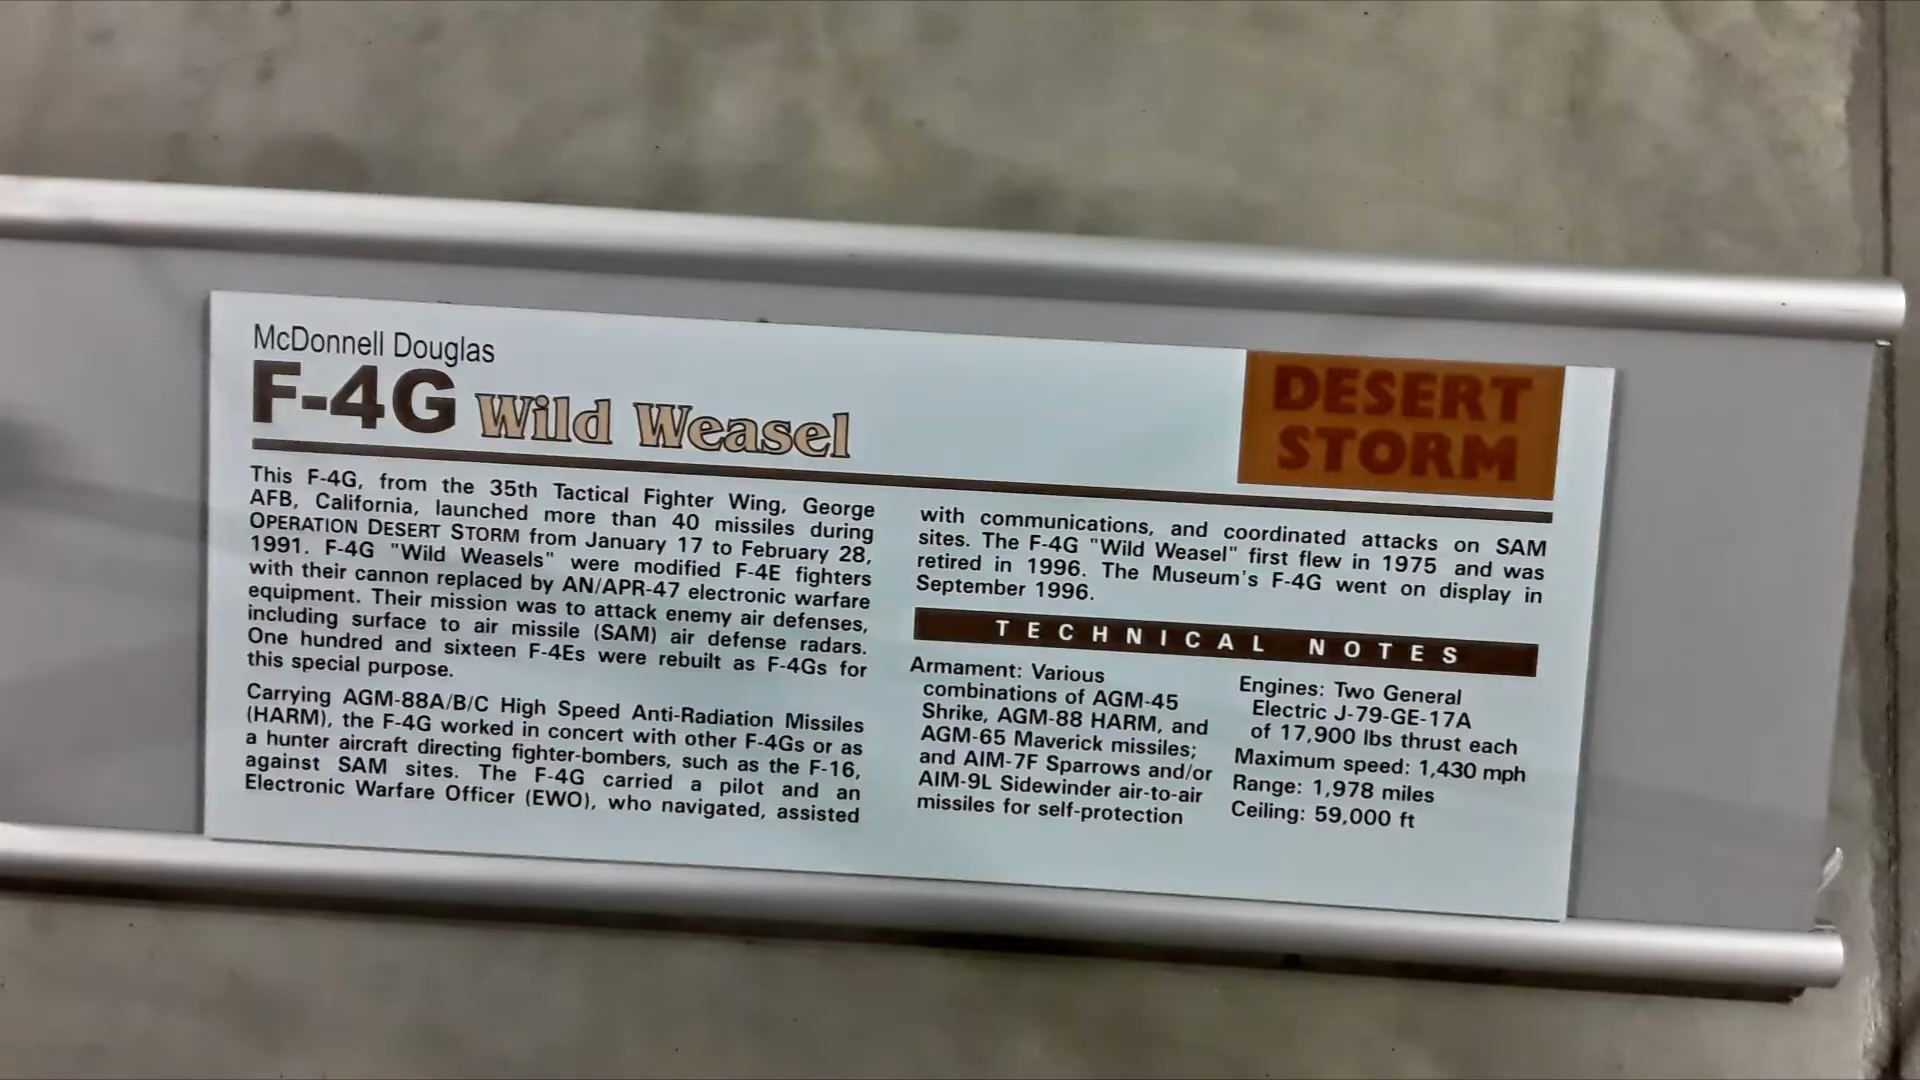 McDonnell Douglas
F-4G Wild Weasel
DESERT
STORM
This F-4G, from the 35th Tactical Fighter Wing, George
AFB, California, launched more than 40 missiles during
OPERATION DESERT STORM from January 17 to February 28,
1991. F-4G "Wild Weasels" were modified F-4E fighters
with their cannon replaced by AN/APR-47 electronic warfare
equipment. Their mission was to attack enemy air defenses,
including surface to air missile (SAM) air defense radars.
One hundred and sixteen F-4Es were rebuilt as F-4Gs for
this special purpose.
Carrying AGM-88A/B/C High Speed Anti-Radiation Missiles
(HARM), the F-4G worked in concert with other F-4Gs or as
a hunter aircraft directing fighter-bombers, such as the F-16,
against SAM sites. The F-4G carried a pilot and an
Electronic Warfare Officer (EWO), who navigated, assisted
with communications, and coordinated attacks on SAM
sites. The F-4G "Wild Weasel" first flew in 1975 and was
retired in 1996. The Museum's F-4G went on display in
September 1996.
TECHNICAL NOTES
Armament: Various
combinations of AGM-45
Shrike, AGM-88 HARM, and
AGM-65 Maverick missiles;
and AIM-7F Sparrows and/or
AIM-9L Sidewinder air-to-air
missiles for self-protection
Engines: Two General
Electric J-79-GE-17A
of 17,900 lbs thrust each
Maximum speed: 1,430 mph
Range: 1,978 miles
Ceiling: 59,000 ft